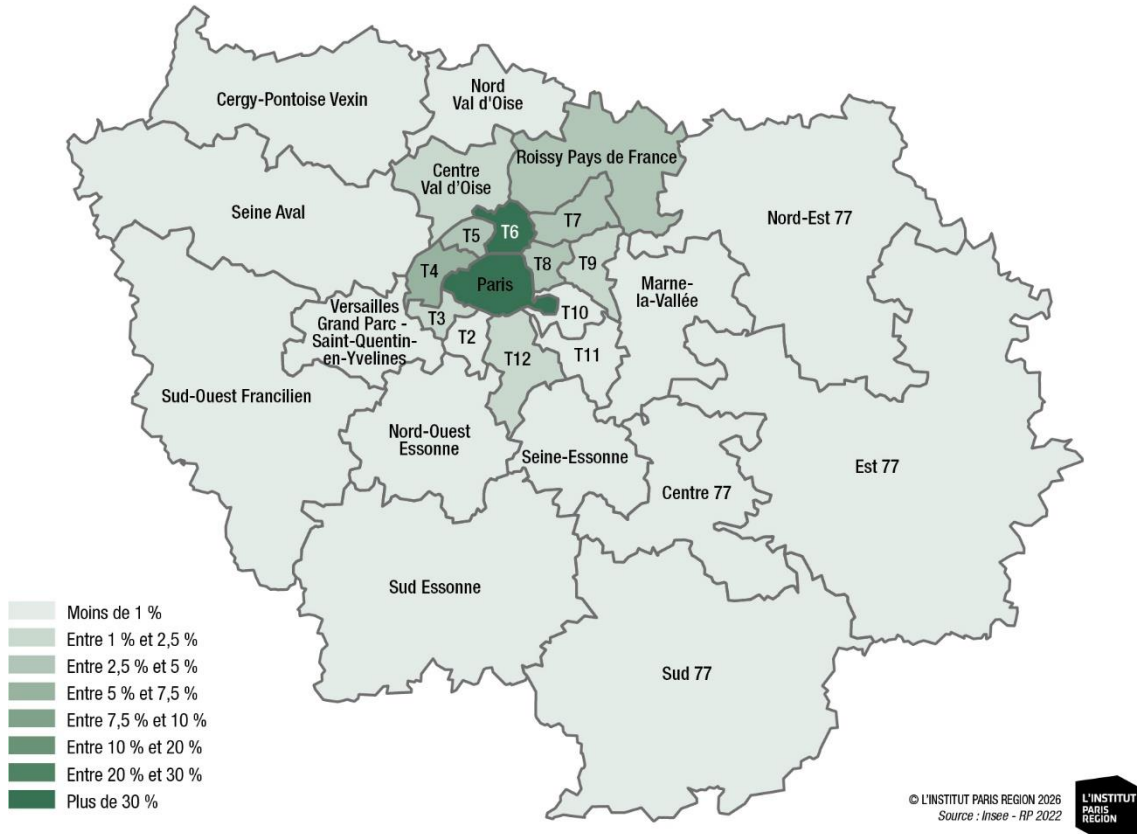 Cergy-Pontoise Vexin
Nord
Val d'Oise
Roissy Pays de France
Centre
Val d'Oise
Seine Aval
Nord-Est 77
T6
T7
T5
T4
T8
T9
Paris
Marne-
la-Vallée
Versailles
Grand Parc -
Saint-Quentin-
en-Yvelines
T3
T10
T2
T12
T11
Sud-Ouest Francilien
Nord-Ouest
Essonne
Seine-Essonne
Est 77
Centre 77
Sud Essonne
Sud 77
Moins de 1 %
Entre 1 % et 2,5 %
Entre 2,5 % et 5 %
Entre 5 % et 7,5 %
Entre 7,5 % et 10 %
Entre 10 % et 20 %
Entre 20 % et 30 %
Plus de 30 %
© L'INSTITUT PARIS REGION 2026
Source : Insee - RP 2022
L'INSTITUT
PARIS
REGION